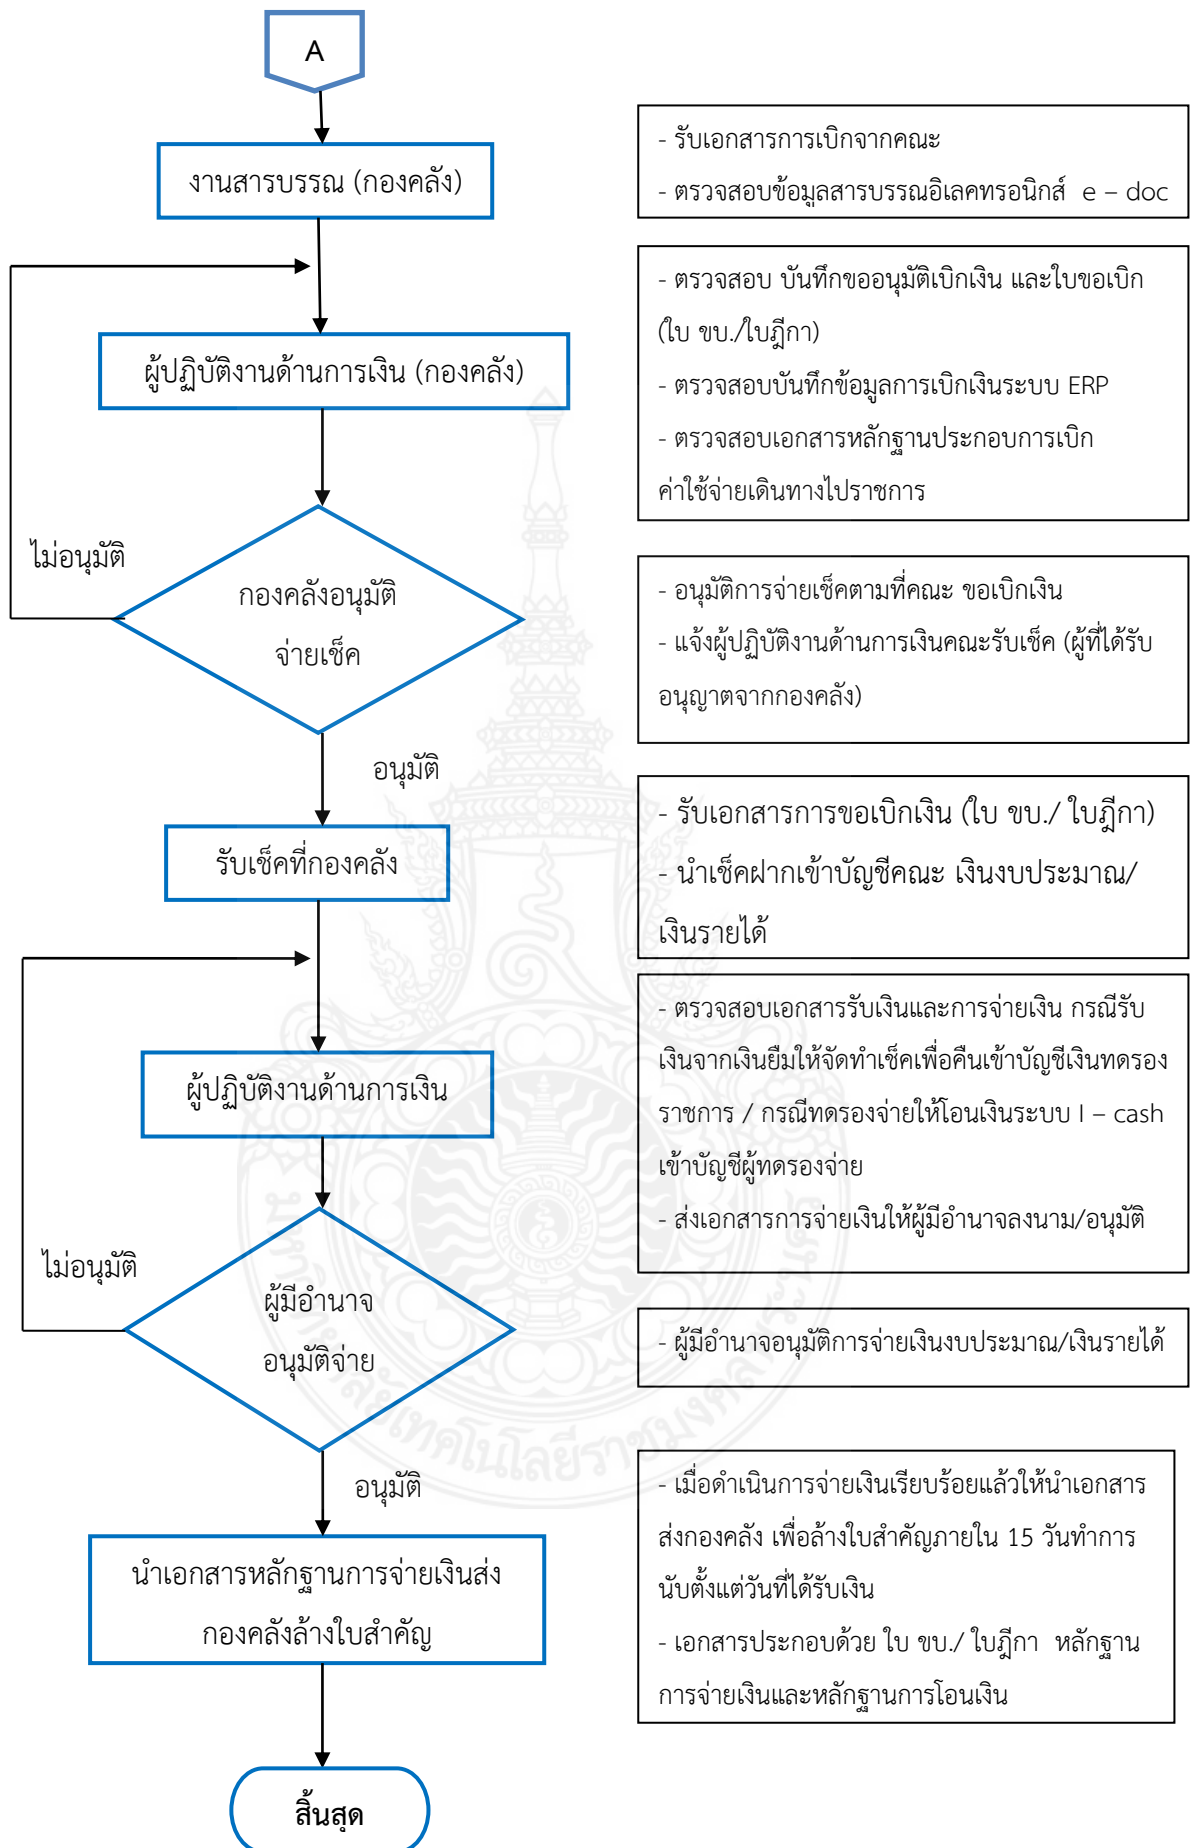 A
งานสารบรรณ (กองคลัง)
- รับเอกสารการเบิกจากคณะ
- ตรวจสอบข้อมูลสารบรรณอิเลคทรอนิกส์ e – doc
ผู้ปฏิบัติงานด้านการเงิน (กองคลัง)
- ตรวจสอบ บันทึกขออนุมัติเบิกเงิน และใบขอเบิก
(ใบ ขบ./ใบฎีกา)
- ตรวจสอบบันทึกข้อมูลการเบิกเงินระบบ ERP
- ตรวจสอบเอกสารหลักฐานประกอบการเบิก
ค่าใช้จ่ายเดินทางไปราชการ
ไม่อนุมัติ
กองคลังอนุมัติ
จ่ายเช็ค
- อนุมัติการจ่ายเช็คตามที่คณะ ขอเบิกเงิน
- แจ้งผู้ปฏิบัติงานด้านการเงินคณะรับเช็ค (ผู้ที่ได้รับ
อนุญาตจากกองคลัง)
อนุมัติ
รับเช็คที่กองคลัง
- รับเอกสารการขอเบิกเงิน (ใบ ขบ./ ใบฎีกา)
- นำเช็คฝากเข้าบัญชีคณะ เงินงบประมาณ/
เงินรายได้
ผู้ปฏิบัติงานด้านการเงิน
- ตรวจสอบเอกสารรับเงินและการจ่ายเงิน กรณีรับ
เงินจากเงินยืมให้จัดทำเช็คเพื่อคืนเข้าบัญชีเงินทดรอง
ราชการ / กรณีทดรองจ่ายให้โอนเงินระบบ I – cash
เข้าบัญชีผู้ทดรองจ่าย
- ส่งเอกสารการจ่ายเงินให้ผู้มีอำนาจลงนาม/อนุมัติ
ไม่อนุมัติ
ผู้มีอำนาจ
อนุมัติจ่าย
- ผู้มีอำนาจอนุมัติการจ่ายเงินงบประมาณ/เงินรายได้
อนุมัติ
นำเอกสารหลักฐานการจ่ายเงินส่ง
กองคลังล้างใบสำคัญ
- เมื่อดำเนินการจ่ายเงินเรียบร้อยแล้วให้นำเอกสาร
ส่งกองคลัง เพื่อล้างใบสำคัญภายใน 15 วันทำการ
นับตั้งแต่วันที่ได้รับเงิน
- เอกสารประกอบด้วย ใบ ขบ./ ใบฎีกา หลักฐาน
การจ่ายเงินและหลักฐานการโอนเงิน
สิ้นสุด